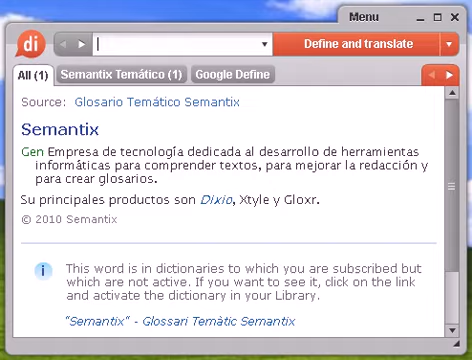 Menu
di
Define and translate
All (1)
Semantix Temático (1)
Google Define
Source: Glosario Temático Semantix
Semantix
Gen Empresa de tecnología dedicada al desarrollo de herramientas
informáticas para comprender textos, para mejorar la redacción y
para crear glosarios.
Su principales productos son Dixio, Xtyle y Gloxr.
© 2010 Semantix
i
This word is in dictionaries to which you are subscribed but
which are not active. If you want to see it, click on the link
and activate the dictionary in your Library.
"Semantix" - Glossari Temàtic Semantix